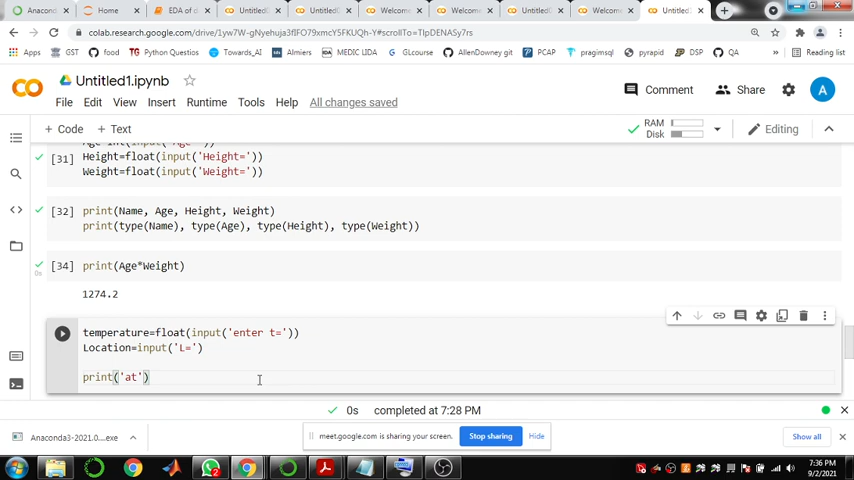 Anaconda
Home
EDA of d
Untitled
Untitled
Welcome
Welcom
Untitled
Welcome
Untitled
colab.research.google.com/drive/1yw7W-gNyehuja3fIFO79xmcY5FKUQh-Y#scrollTo=TlpDENASy7rs
Apps
GST
food
Python Questions
Towards_AI
Almiers
MEDIC LIDA
GLcourse
AllenDowney git
PCAP
pragimsql
pyrapid
DSP
QA
Reading list
Untitled1.ipynb
Comment
Share
A
File Edit View Insert Runtime Tools Help All changes saved
+ Code + Text
RAM
Disk
Editing
[31]
Height=float(input('Height='))
Weight=float(input('Weight='))
[32] print(Name, Age, Height, Weight)
print(type(Name), type(Age), type(Height), type(Weight))
[34] print(Age*Weight)
0s
1274.2
temperature=float(input('enter t='))
Location=input('L=')
print('at')
0s completed at 7:28 PM
Anaconda3-2021.0....exe
meet.google.com is sharing your screen.
Stop sharing
Hide
Show all
2
7:36 PM
9/2/2021